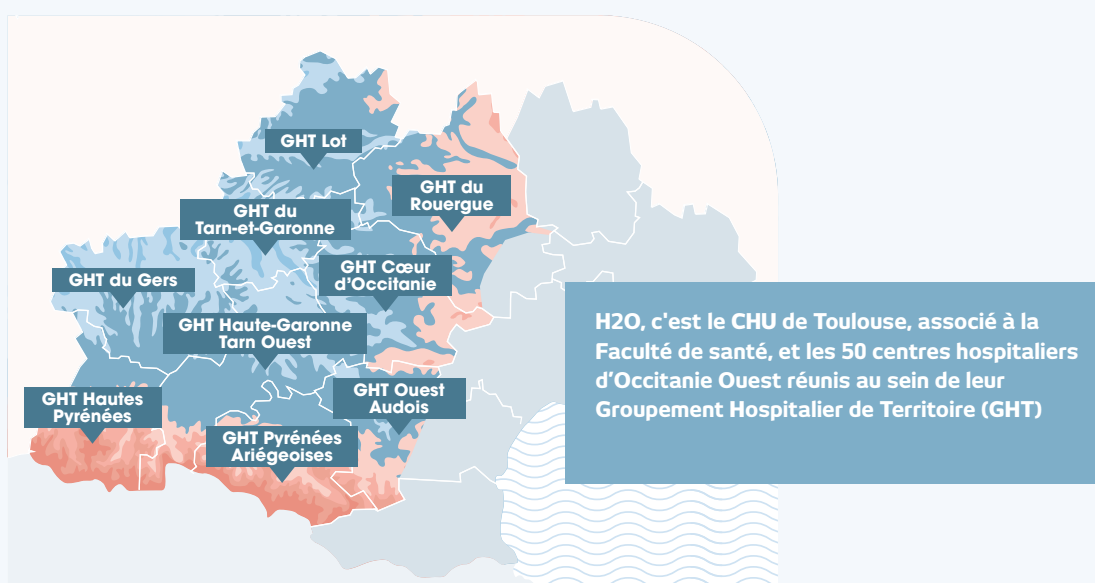 GHT Lot
GHT du
Rouergue
GHT du
Tarn-et-Garonne
GHT Cœur
d'Occitanie
GHT du Gers
GHT Haute-Garonne
Tarn Ouest
GHT Ouest
Audois
GHT Hautes
Pyrénées
GHT Pyrénées
Ariégeoises
H2O, c'est le CHU de Toulouse, associé à la
Faculté de santé, et les 50 centres hospitaliers
d'Occitanie Ouest réunis au sein de leur
Groupement Hospitalier de Territoire (GHT)